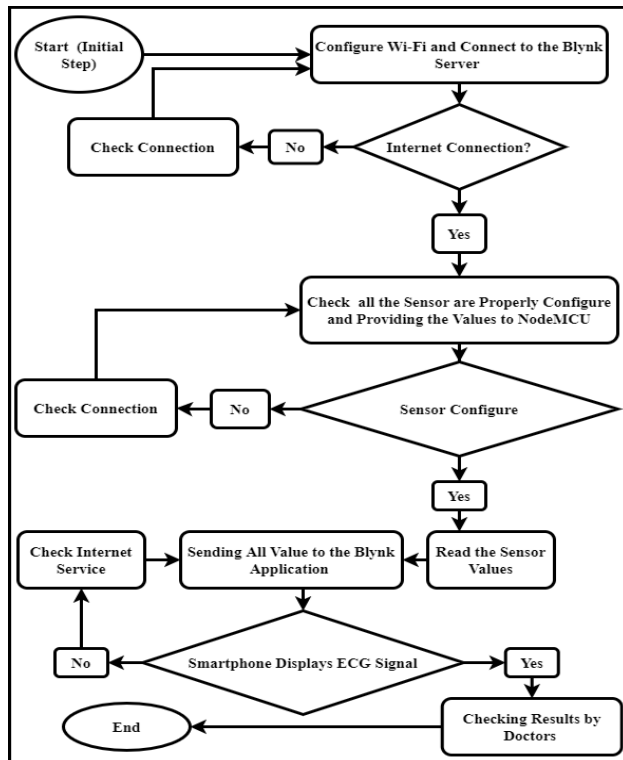 Start (Initial
Step)
Configure Wi-Fi and Connect to the Blynk
Server
Check Connection
No
Internet Connection?
Yes
Check all the Sensor are Properly Configure
and Providing the Values to NodeMCU
Check Connection
No
Sensor Configure
Yes
Check Internet
Service
Sending All Value to the Blynk
Application
Read the Sensor
Values
No
Smartphone Displays ECG Signal
Yes
End
Checking Results by
Doctors